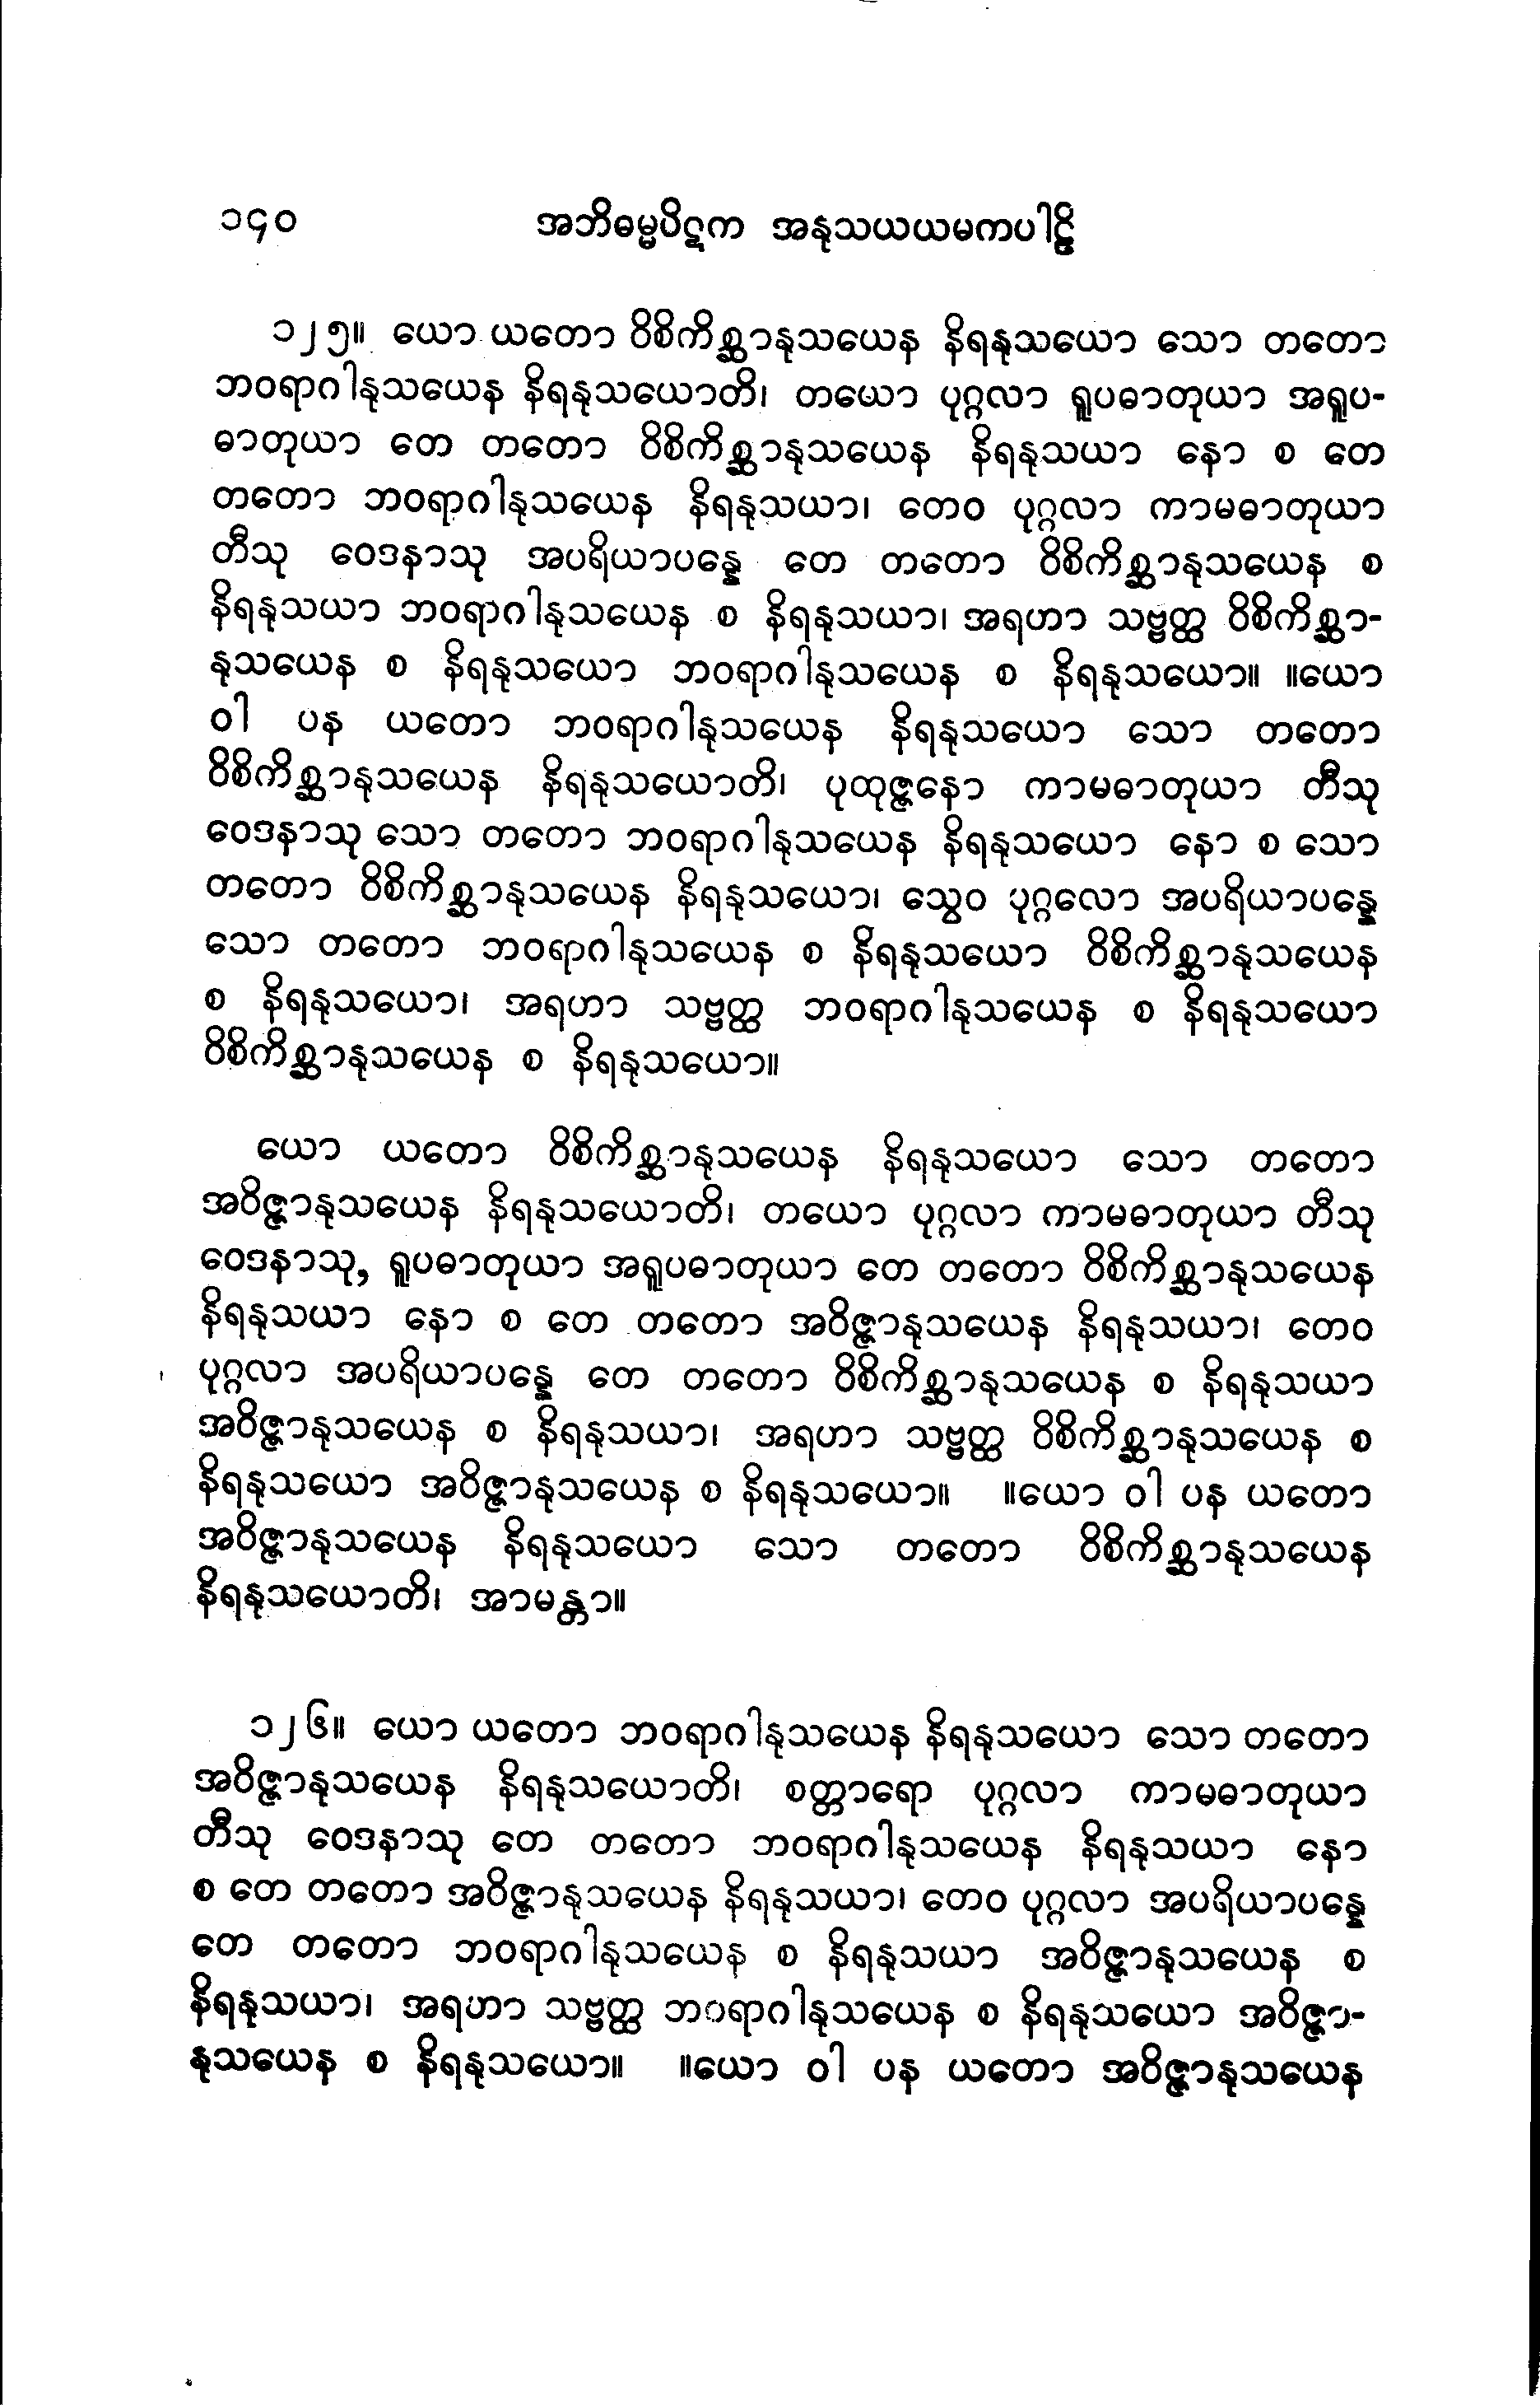 ၁၄၀ အဘိဓမ္မပိဋက အနုသယယမကပါဠိ
၁၂၅။ ယော ယတော ဝိစိကိစ္ဆာနုသယေန နိရနုသယော သော တတော
ဘဝရာဂါနုသယေန နိရနုသယောတိ၊ တယော ပုဂ္ဂလာ ရူပဓာတုယာ အရူပ-
ဓာတုယာ တေ တတော ဝိစိကိစ္ဆာနုသယေန နိရနုသယာ နော စ တေ
တတော ဘဝရာဂါနုသယေန နိရနုသယာ၊ တေဝ ပုဂ္ဂလာ ကာမဓာတုယာ
တီသု ဝေဒနာသု အပရိယာပန္နေ တေ တတော ဝိစိကိစ္ဆာနုသယေန စ
နိရနုသယာ ဘဝရာဂါနုသယေန စ နိရနုသယာ၊ အရဟာ သဗ္ဗတ္ထ ဝိစိကိစ္ဆာ-
နုသယေန စ နိရနုသယော ဘဝရာဂါနုသယေန စ နိရနုသယော။ ။ယော
ဝါ ပန ယတော ဘဝရာဂါနုသယေန နိရနုသယော သော တတော
ဝိစိကိစ္ဆာနုသယေန နိရနုသယောတိ၊ ပုထုဇ္ဇနော ကာမဓာတုယာ တီသု
ဝေဒနာသု သော တတော ဘဝရာဂါနုသယေန နိရနုသယော နော စ သော
တတော ဝိစိကိစ္ဆာနုသယေန နိရနုသယော၊ သွေဝ ပုဂ္ဂလော အပရိယာပန္နေ
သော တတော ဘဝရာဂါနုသယေန စ နိရနုသယော ဝိစိကိစ္ဆာနုသယေန
စ နိရနုသယော၊ အရဟာ သဗ္ဗတ္ထ ဘဝရာဂါနုသယေန စ နိရနုသယော
ဝိစိကိစ္ဆာနုသယေန စ နိရနုသယော။
ယော ယတော ဝိစိကိစ္ဆာနုသယေန နိရနုသယော သော တတော
အဝိဇ္ဇာနုသယေန နိရနုသယောတိ၊ တယော ပုဂ္ဂလာ ကာမဓာတုယာ တီသု
ဝေဒနာသု, ရူပဓာတုယာ အရူပဓာတုယာ တေ တတော ဝိစိကိစ္ဆာနုသယေန
နိရနုသယာ နော စ တေ တတော အဝိဇ္ဇာနုသယေန နိရနုသယာ၊ တေဝ
ပုဂ္ဂလာ အပရိယာပန္နေ တေ တတော ဝိစိကိစ္ဆာနုသယေန စ နိရနုသယာ
အဝိဇ္ဇာနုသယေန စ နိရနုသယာ၊ အရဟာ သဗ္ဗတ္ထ ဝိစိကိစ္ဆာနုသယေန စ
နိရနုသယော အဝိဇ္ဇာနုသယေန စ နိရနုသယော။ ။ယော ဝါ ပန ယတော
အဝိဇ္ဇာနုသယေန နိရနုသယော သော တတော ဝိစိကိစ္ဆာနုသယေန
နိရနုသယောတိ၊ အာမန္တာ။
၁၂၆။ ယော ယတော ဘဝရာဂါနုသယေန နိရနုသယော သော တတော
အဝိဇ္ဇာနုသယေန နိရနုသယောတိ၊ စတ္တာရော ပုဂ္ဂလာ ကာမဓာတုယာ
တီသု ဝေဒနာသု တေ တတော ဘဝရာဂါနုသယေန နိရနုသယာ နော
စ တေ တတော အဝိဇ္ဇာနုသယေန နိရနုသယာ၊ တေဝ ပုဂ္ဂလာ အပရိယာပန္နေ
တေ တတော ဘဝရာဂါနုသယေန စ နိရနုသယာ အဝိဇ္ဇာနုသယေန စ
နိရနုသယာ၊ အရဟာ သဗ္ဗတ္ထ ဘဝရာဂါနုသယေန စ နိရနုသယော အဝိဇ္ဇာ-
နုသယေန စ နိရနုသယော။ ။ယော ဝါ ပန ယတော အဝိဇ္ဇာနုသယေန